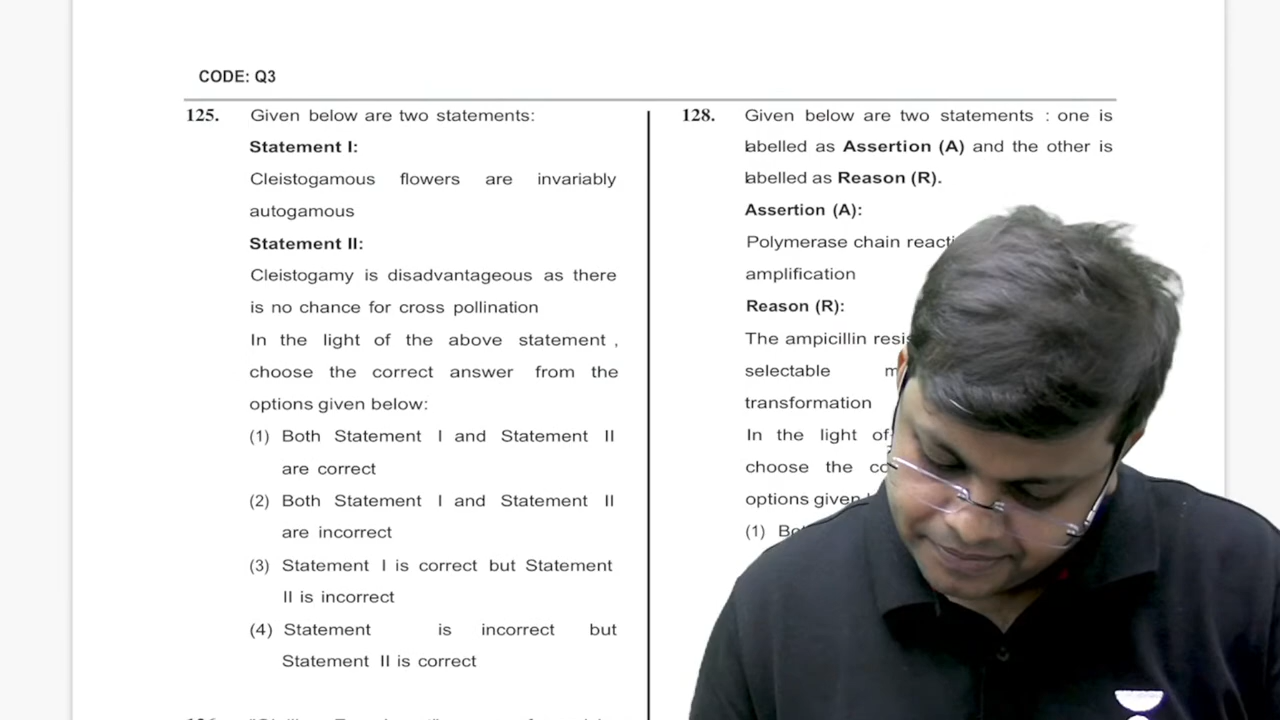 CODE: Q3
125. Given below are two statements:
Statement I:
Cleistogamous flowers are invariably
autogamous
Statement II:
Cleistogamy is disadvantageous as there
is no chance for cross pollination
In the light of the above statement ,
choose the correct answer from the
options given below:
(1) Both Statement I and Statement II
are correct
(2) Both Statement I and Statement II
are incorrect
(3) Statement I is correct but Statement
II is incorrect
(4) Statement is incorrect but
Statement II is correct
128. Given below are two statements : one is
labelled as Assertion (A) and the other is
labelled as Reason (R).
Assertion (A):
Polymerase chain
amplification
Reason (R):
The ampicillin
selectable
transformation
In the light of
choose the
options given
(1)